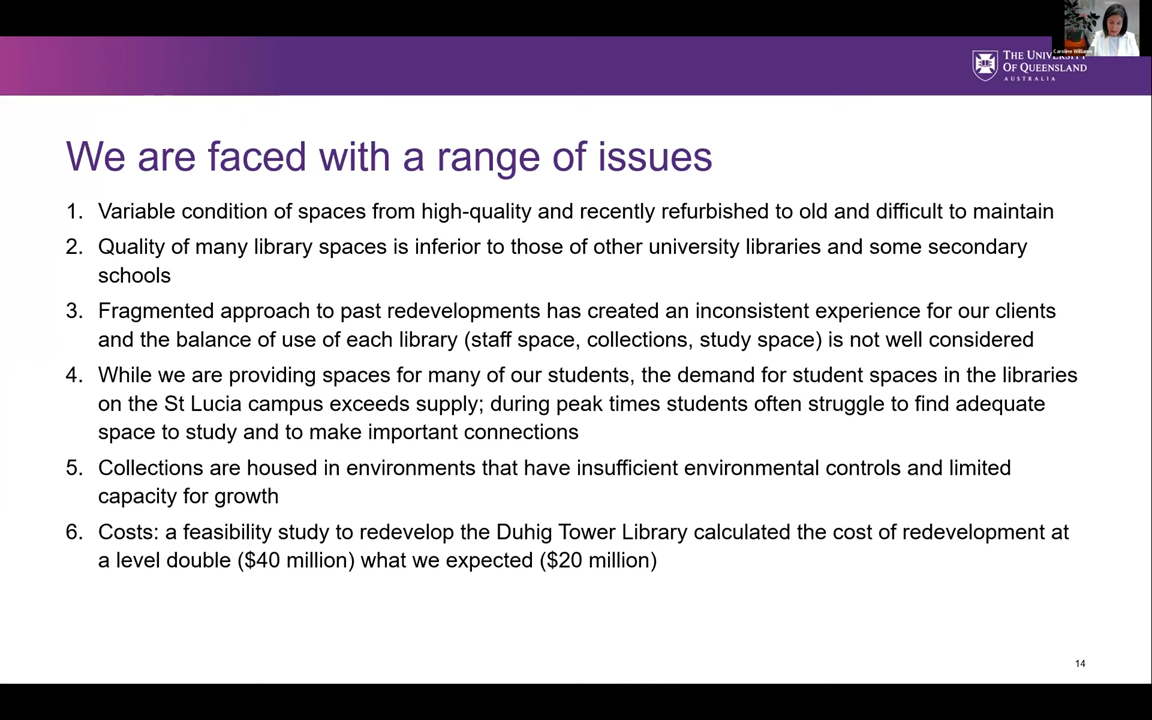 Caroline Williams
THE UNIVERSITY
OF QUEENSLAND
AUSTRALIA
We are faced with a range of issues
1. Variable condition of spaces from high-quality and recently refurbished to old and difficult to maintain
2. Quality of many library spaces is inferior to those of other university libraries and some secondary
schools
3. Fragmented approach to past redevelopments has created an inconsistent experience for our clients
and the balance of use of each library (staff space, collections, study space) is not well considered
4. While we are providing spaces for many of our students, the demand for student spaces in the libraries
on the St Lucia campus exceeds supply; during peak times students often struggle to find adequate
space to study and to make important connections
5. Collections are housed in environments that have insufficient environmental controls and limited
capacity for growth
6. Costs: a feasibility study to redevelop the Duhig Tower Library calculated the cost of redevelopment at
a level double ($40 million) what we expected ($20 million)
14